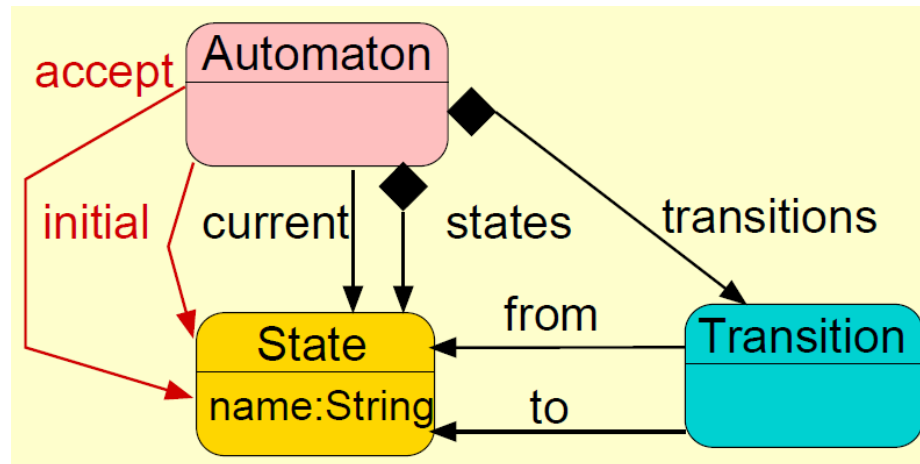 Automaton
accept
initial
current
states
transitions
from
State
Transition
name:String
to